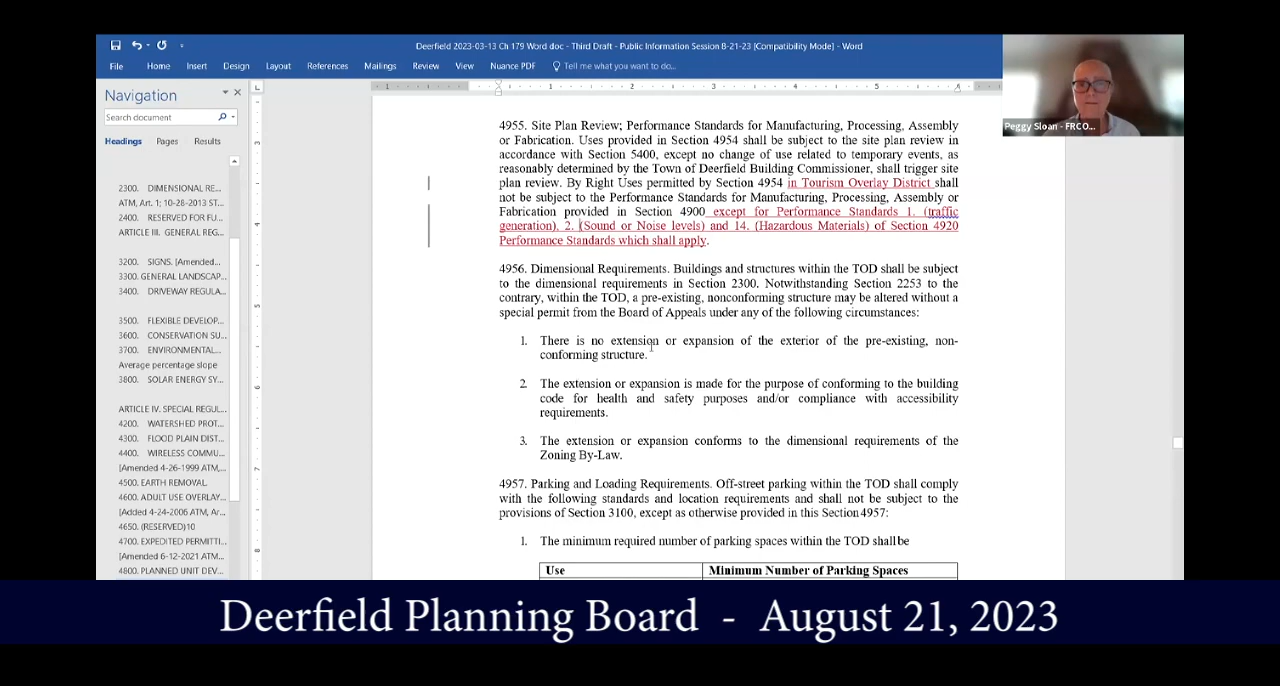 Deerfield 2023-03-13 Ch 179 Word doc - Third Draft - Public Information Session 8-21-23 [Compatibility Mode] - Word
File Home Insert Design Layout References Mailings Review View Nuance PDF Tell me what you want to do...
Peggy Sloan - FRCO...
Navigation
Search document
Headings Pages Results
2300. DIMENSIONAL RE...
ATM, Art. 1; 10-28-2013 ST...
2400. RESERVED FOR FU...
ARTICLE III. GENERAL REG...
3200. SIGNS. [Amended...
3300. GENERAL LANDSCAP...
3400. DRIVEWAY REGULA...
3500. FLEXIBLE DEVELOP...
3600. CONSERVATION SU...
3700. ENVIRONMENTAL...
Average percentage slope
3800. SOLAR ENERGY SY...
ARTICLE IV. SPECIAL REGUL...
4200. WATERSHED PROT...
4300. FLOOD PLAIN DIST...
4400. WIRELESS COMMU...
[Amended 4-26-1999 ATM,...
4500. EARTH REMOVAL
4600. ADULT USE OVERLAY...
[Added 4-24-2006 ATM, Ar...
4650. (RESERVED)10
4700. EXPEDITED PERMITTI...
[Amended 6-12-2021 ATM...
4800. PLANNED UNIT DEV...
4955. Site Plan Review; Performance Standards for Manufacturing, Processing, Assembly
or Fabrication. Uses provided in Section 4954 shall be subject to the site plan review in
accordance with Section 5400, except no change of use related to temporary events, as
reasonably determined by the Town of Deerfield Building Commissioner, shall trigger site
plan review. By Right Uses permitted by Section 4954 in Tourism Overlay District shall
not be subject to the Performance Standards for Manufacturing, Processing, Assembly or
Fabrication provided in Section 4900 except for Performance Standards 1. (traffic
generation), 2. (Sound or Noise levels) and 14. (Hazardous Materials) of Section 4920
Performance Standards which shall apply.
4956. Dimensional Requirements. Buildings and structures within the TOD shall be subject
to the dimensional requirements in Section 2300. Notwithstanding Section 2253 to the
contrary, within the TOD, a pre-existing, nonconforming structure may be altered without a
special permit from the Board of Appeals under any of the following circumstances:
1. There is no extension or expansion of the exterior of the pre-existing, non-
conforming structure.
2. The extension or expansion is made for the purpose of conforming to the building
code for health and safety purposes and/or compliance with accessibility
requirements.
3. The extension or expansion conforms to the dimensional requirements of the
Zoning By-Law.
4957. Parking and Loading Requirements. Off-street parking within the TOD shall comply
with the following standards and location requirements and shall not be subject to the
provisions of Section 3100, except as otherwise provided in this Section 4957:
1. The minimum required number of parking spaces within the TOD shall be
Use Minimum Number of Parking Spaces
Deerfield Planning Board - August 21, 2023